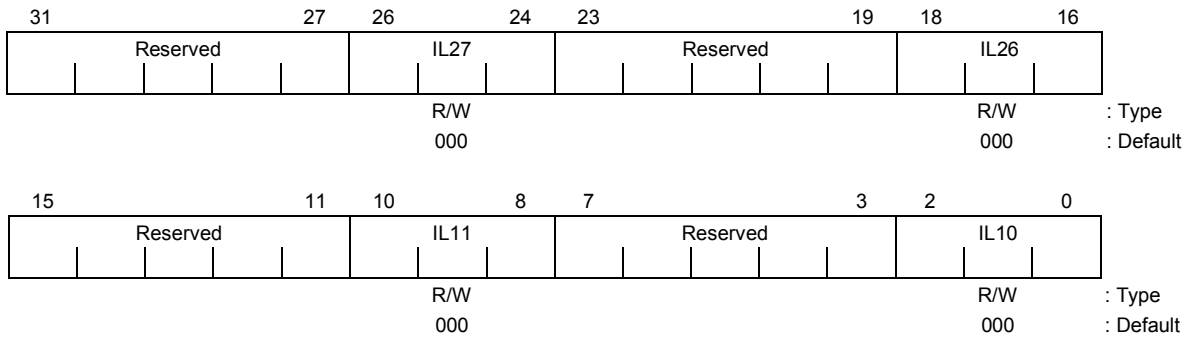 31 27 26 24 23 19 18 16
Reserved IL27 Reserved IL26
R/W R/W : Type
000 000 : Default
15 11 10 8 7 3 2 0
Reserved IL11 Reserved IL10
R/W R/W : Type
000 000 : Default